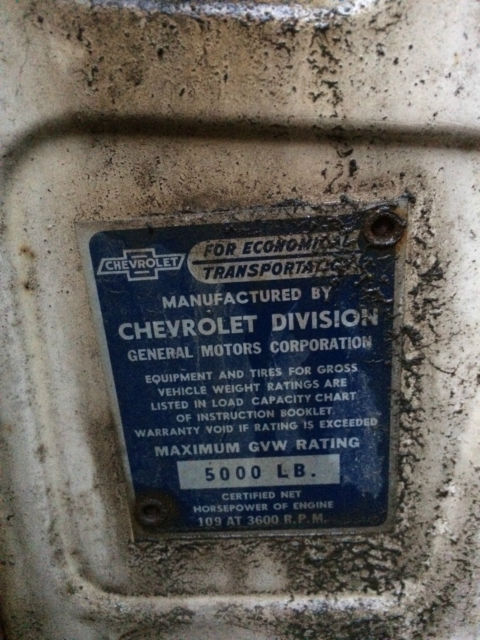 CHEVROLET
FOR ECONOMICAL
TRANSPORTATION
MANUFACTURED BY
CHEVROLET DIVISION
GENERAL MOTORS CORPORATION
EQUIPMENT AND TIRES FOR GROSS
VEHICLE WEIGHT RATINGS ARE
LISTED IN LOAD CAPACITY CHART
OF INSTRUCTION BOOKLET
WARRANTY VOID IF RATING IS EXCEEDED
MAXIMUM GVW RATING
5000 LB.
CERTIFIED NET
HORSEPOWER OF ENGINE
109 AT 3600 R.P.M.